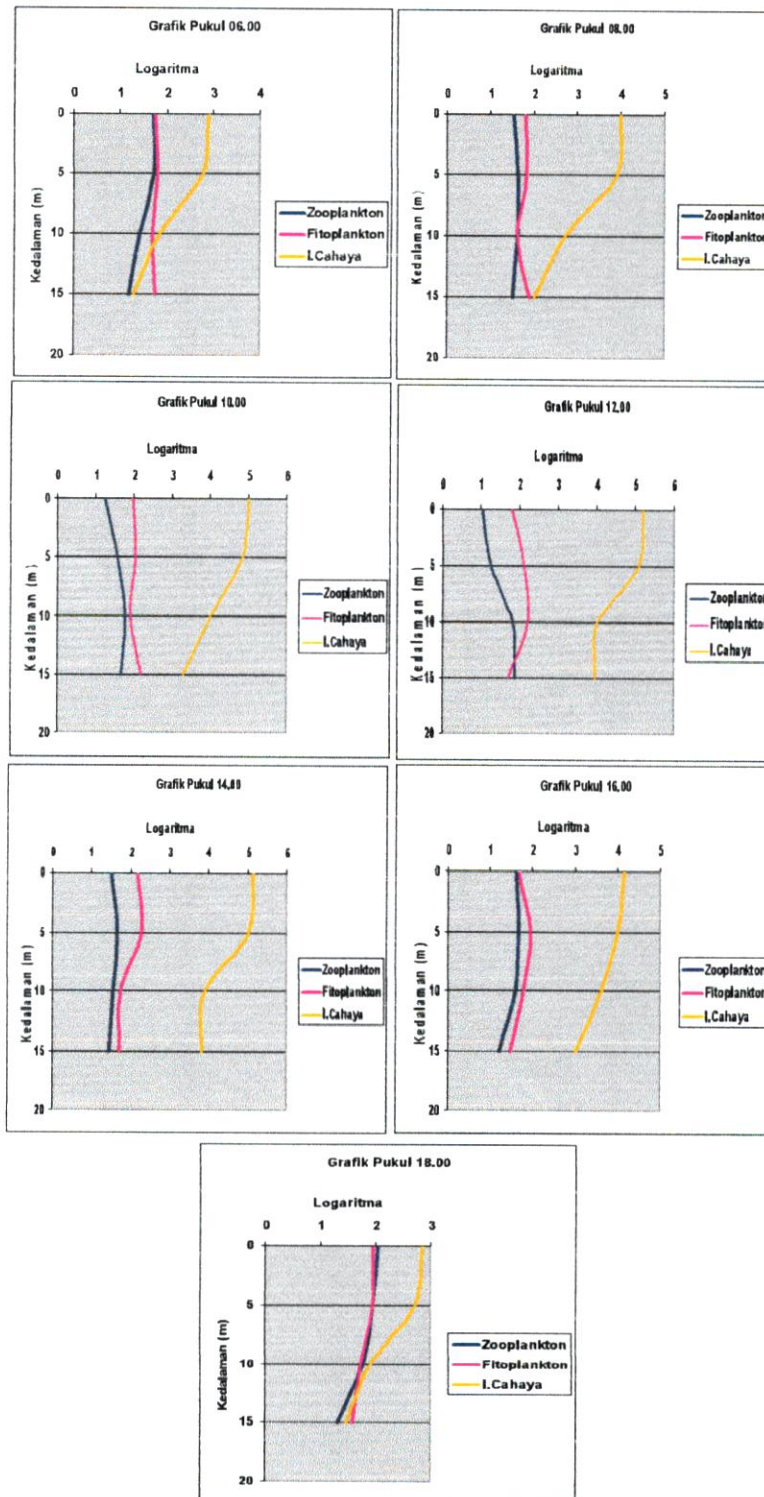 Grafik Pukul 06.00
Logaritma
0 1 2 3 4
0
5
10
15
20
Kedalaman (m)
Zooplankton
Fitoplankton
I.Cahaya
Grafik Pukul 08.00
Logaritma
0 1 2 3 4 5
0
5
10
15
20
Kedalaman (m)
Zooplankton
Fitoplankton
I.Cahaya
Grafik Pukul 10.00
Logaritma
0 1 2 3 4 5 6
0
5
10
15
20
Kedalaman (m)
Zooplankton
Fitoplankton
I.Cahaya
Grafik Pukul 12.00
Logaritma
0 1 2 3 4 5 6
0
5
10
15
20
Kedalaman (m)
Zooplankton
Fitoplankton
I.Cahaya
Grafik Pukul 14.00
Logaritma
0 1 2 3 4 5 6
0
5
10
15
20
Kedalaman (m)
Zooplankton
Fitoplankton
I.Cahaya
Grafik Pukul 16.00
Logaritma
0 1 2 3 4 5
0
5
10
15
20
Kedalaman (m)
Zooplankton
Fitoplankton
I.Cahaya
Grafik Pukul 18.00
Logaritma
0 1 2 3
0
5
10
15
20
Kedalaman (m)
Zooplankton
Fitoplankton
I.Cahaya